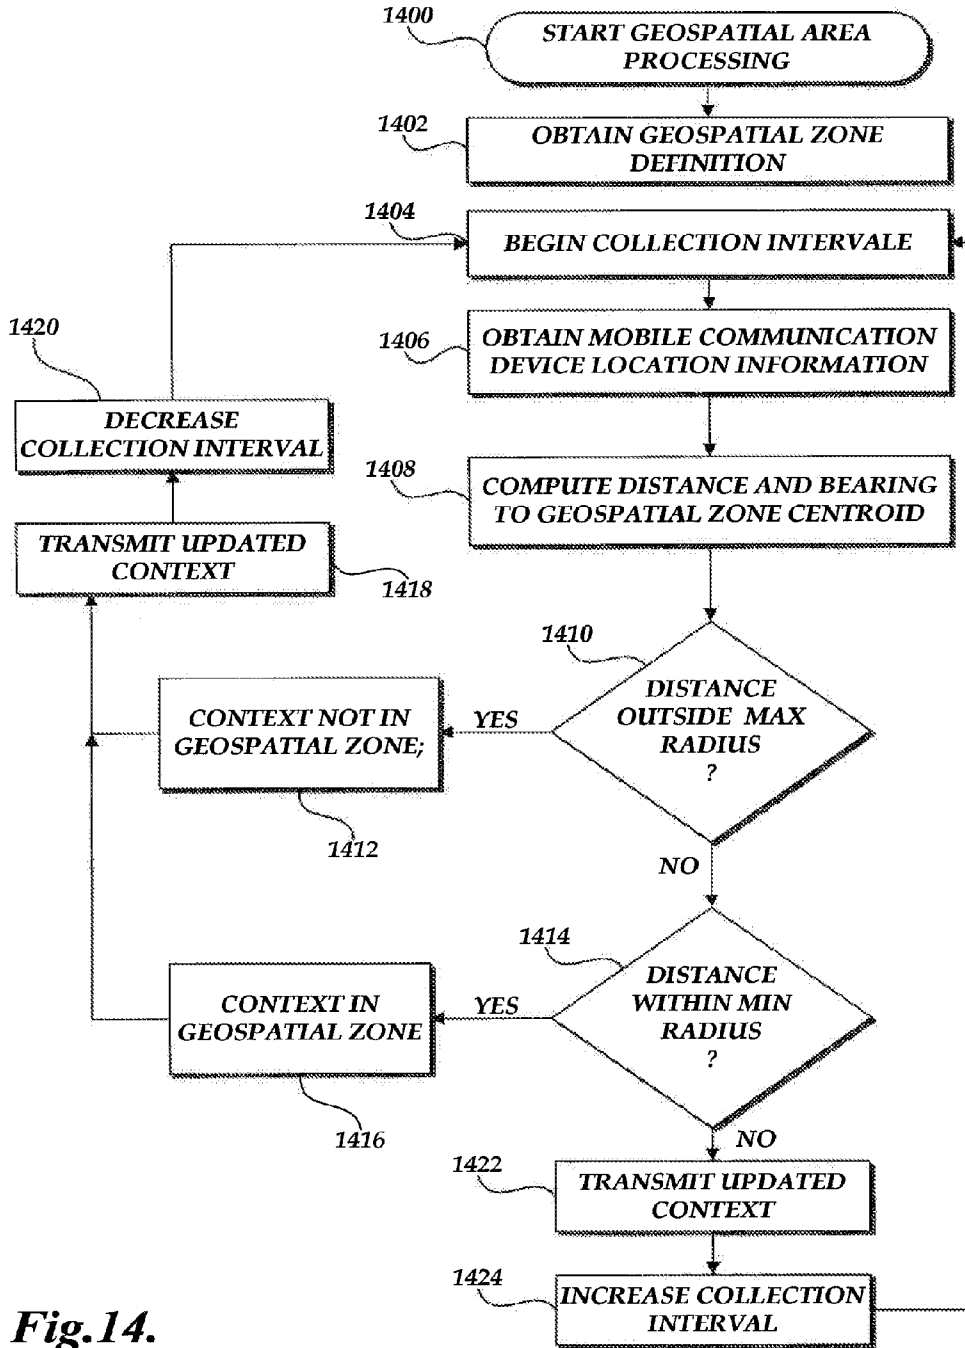 1400
START GEOSPATIAL AREA
PROCESSING
1402
OBTAIN GEOSPATIAL ZONE
DEFINITION
1404
BEGIN COLLECTION INTERVALE
1406
OBTAIN MOBILE COMMUNICATION
DEVICE LOCATION INFORMATION
1420
DECREASE
COLLECTION INTERVAL
1408
COMPUTE DISTANCE AND BEARING
TO GEOSPATIAL ZONE CENTROID
TRANSMIT UPDATED
CONTEXT
1418
1410
DISTANCE
OUTSIDE MAX
RADIUS
?
YES
CONTEXT NOT IN
GEOSPATIAL ZONE;
1412
NO
1414
DISTANCE
WITHIN MIN
RADIUS
?
YES
CONTEXT IN
GEOSPATIAL ZONE
1416
NO
1422
TRANSMIT UPDATED
CONTEXT
1424
INCREASE COLLECTION
INTERVAL
Fig.14.